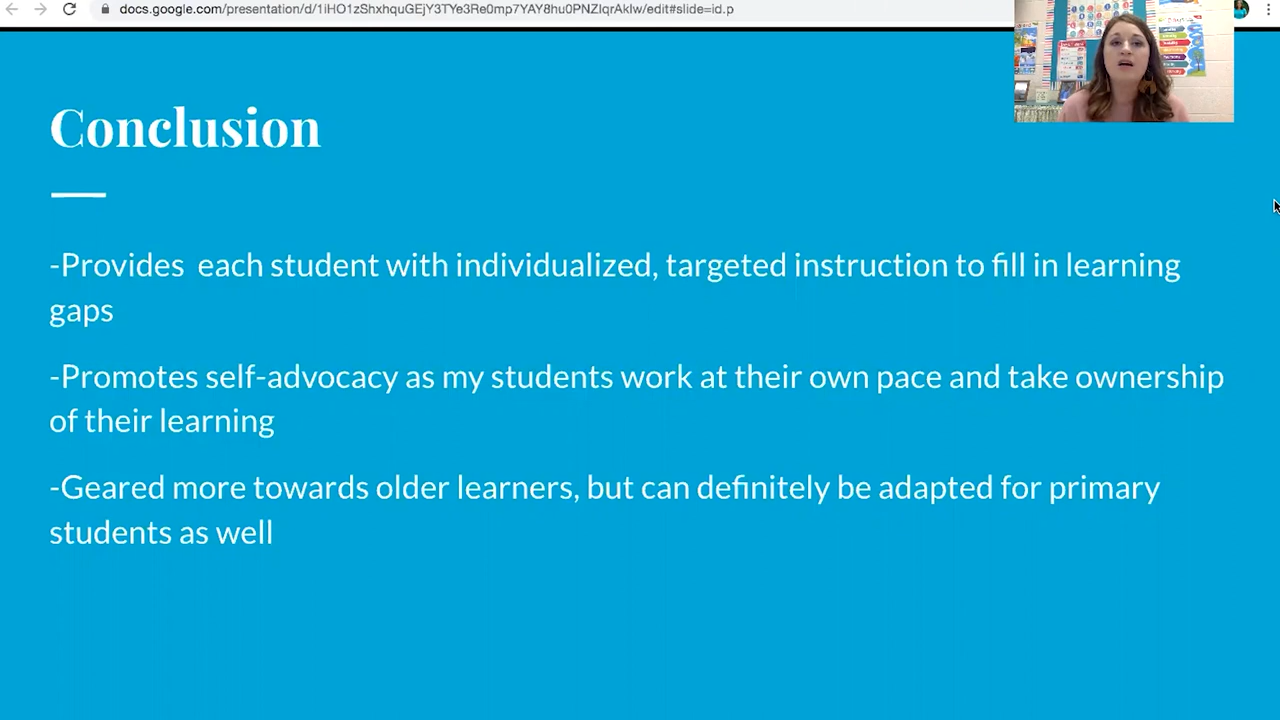 docs.google.com/presentation/d/1iHO1zShxhquGEjY3TYe3Re0mp7YAY8hu0PNZIqrAkIw/edit#slide=id.p
Conclusion
-Provides  each student with individualized, targeted instruction to fill in learning
gaps
-Promotes self-advocacy as my students work at their own pace and take ownership
of their learning
-Geared more towards older learners, but can definitely be adapted for primary
students as well